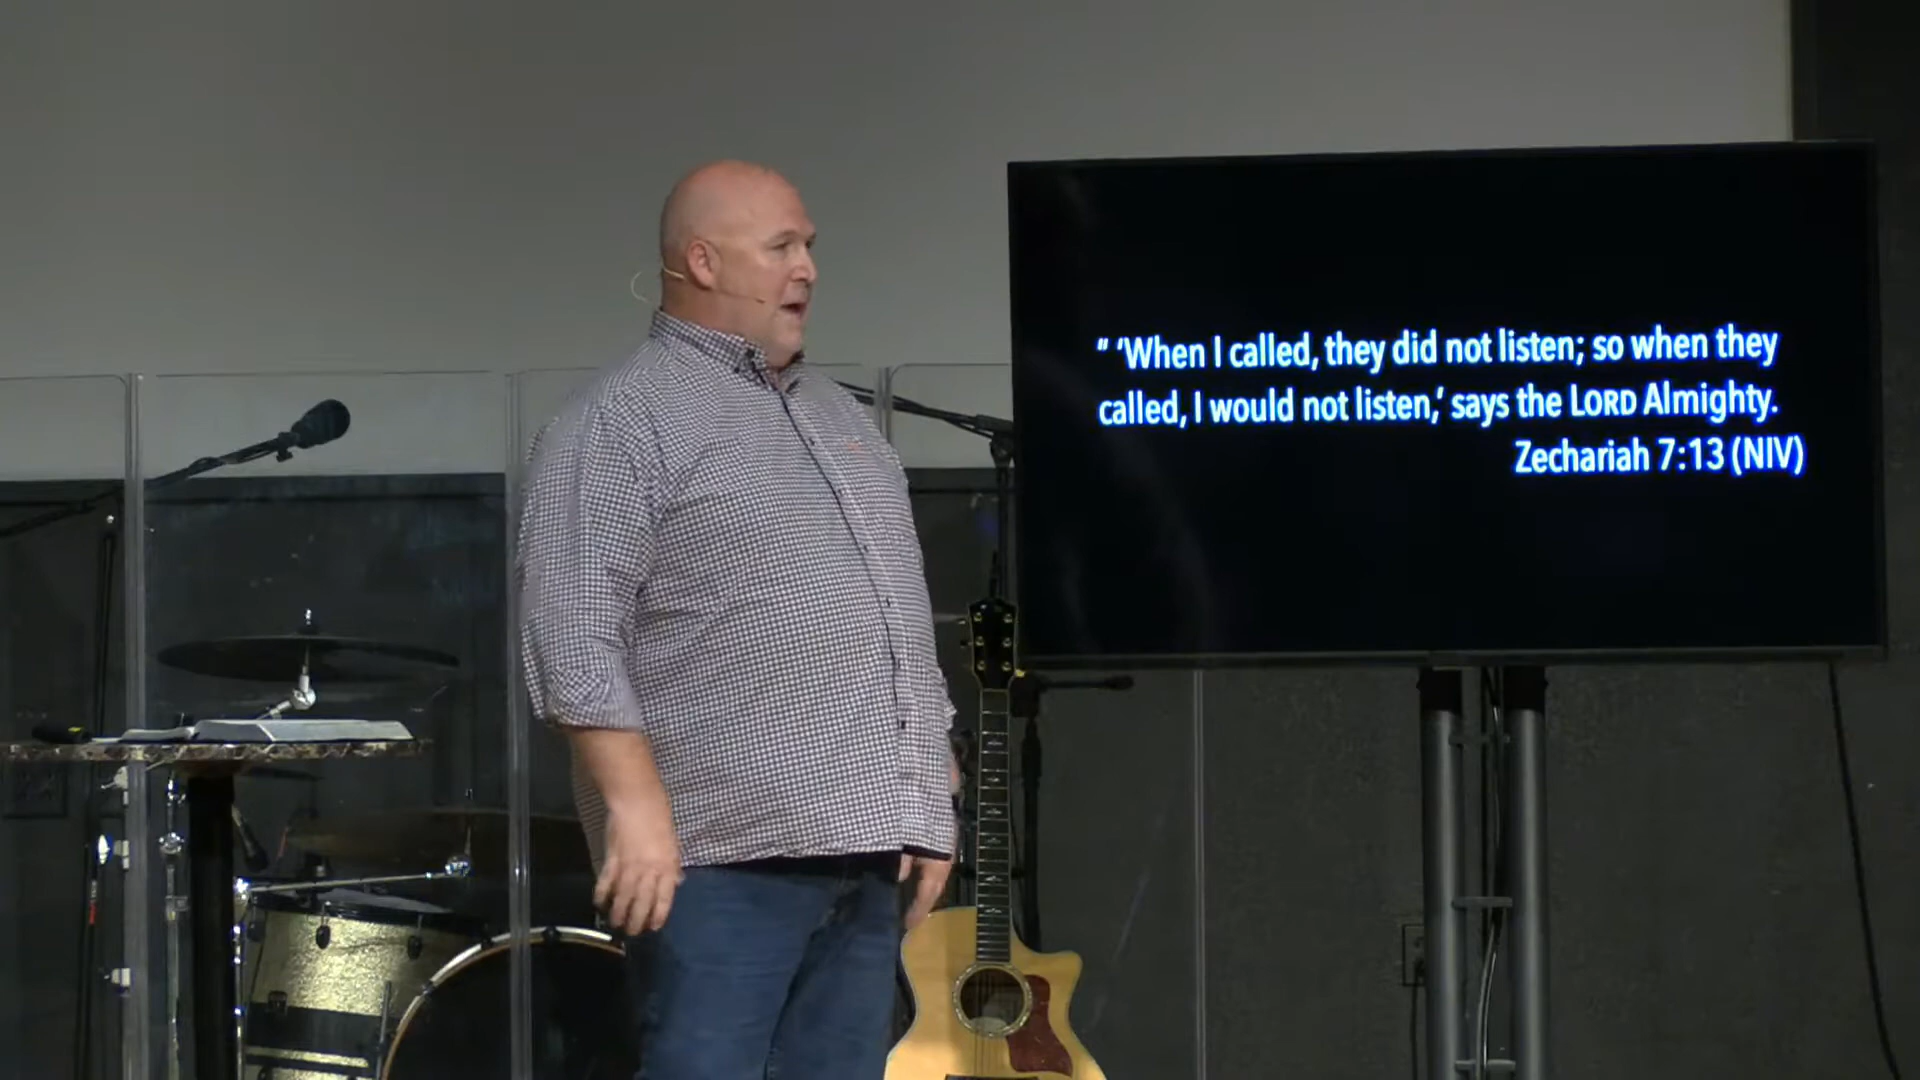 “ ‘When I called, they did not listen; so when they
called, I would not listen,’ says the LORD Almighty.
Zechariah 7:13 (NIV)